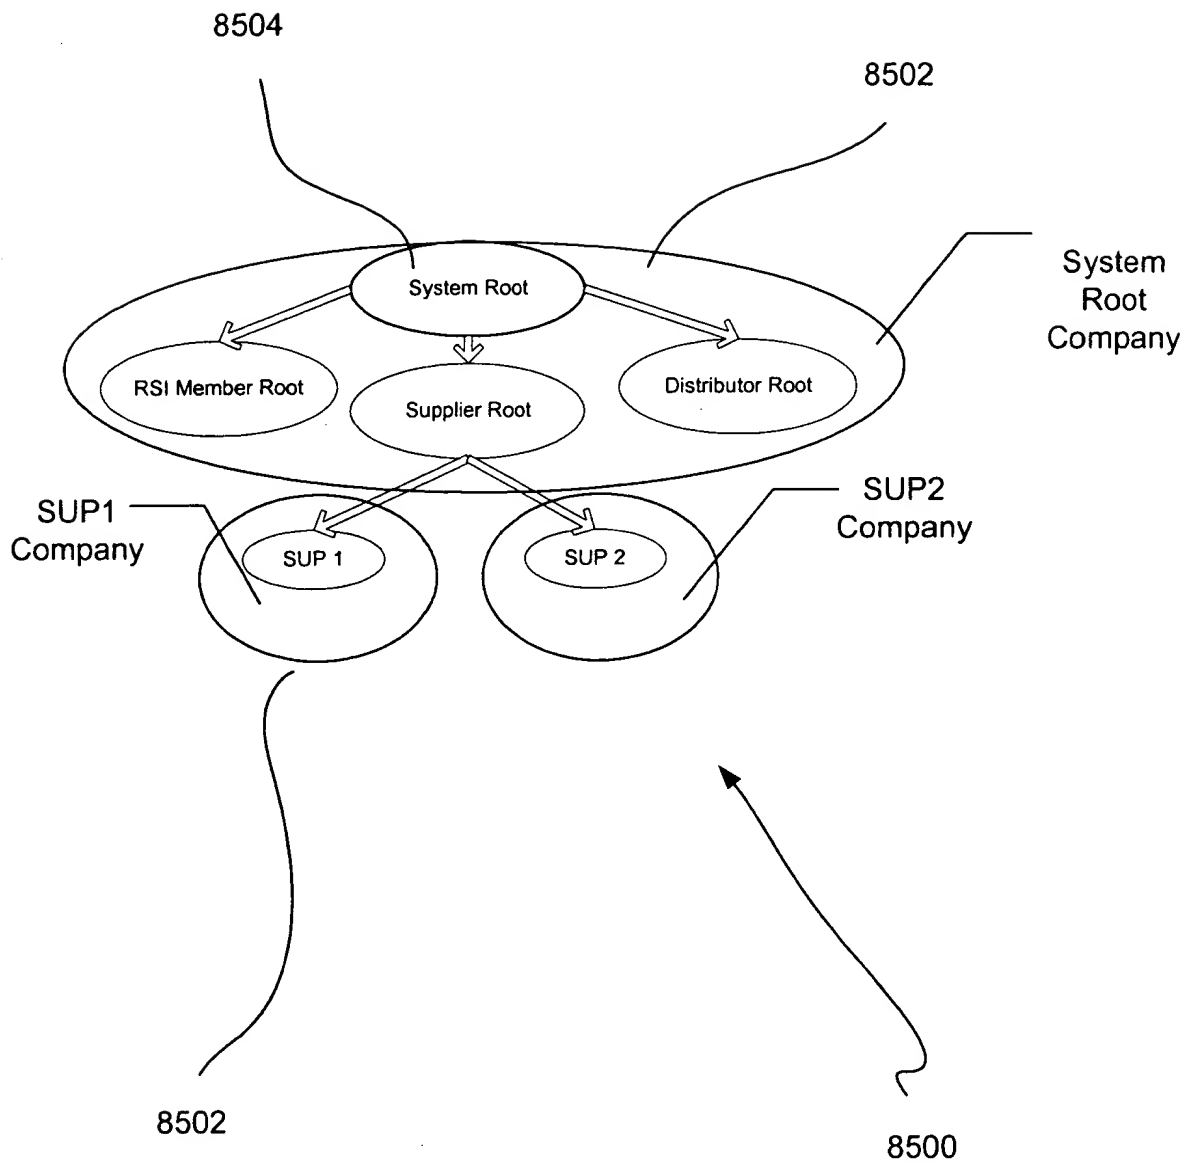 8504
8502
System Root
System
Root
Company
RSI Member Root
Supplier Root
Distributor Root
SUP1
Company
SUP2
Company
SUP 1
SUP 2
8502
8500